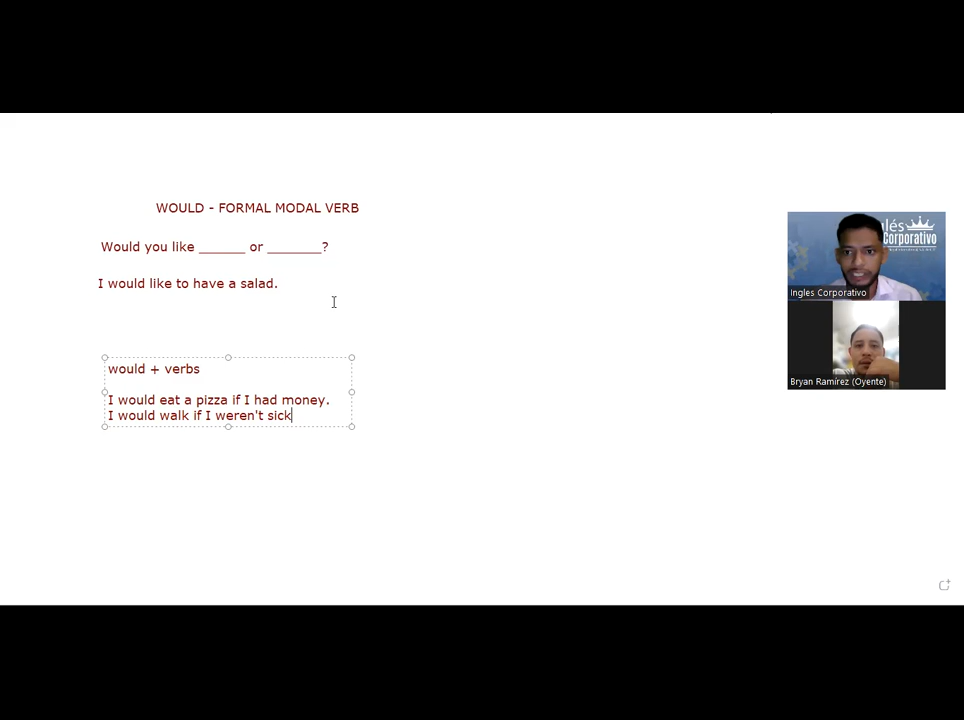 WOULD - FORMAL MODAL VERB
Would you like ______ or _______?
I would like to have a salad.
would + verbs
I would eat a pizza if I had money.
I would walk if I weren't sick
glés
Corporativo
Ingles Corporativo
Bryan Ramírez (Oyente)